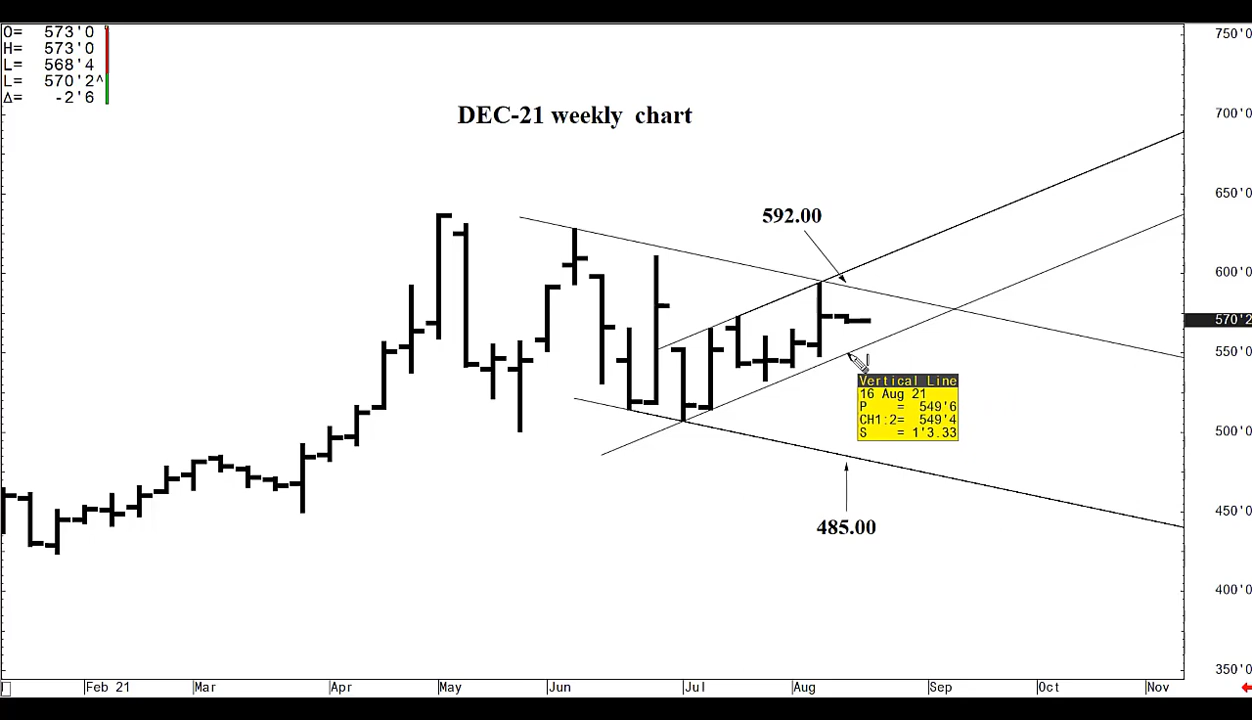 O= 573'0
H= 573'0
L= 568'4
L= 570'2^
Δ= -2'6
DEC-21 weekly chart
592.00
485.00
Vertical Line
16 Aug 21
P = 549'6
CH1:2= 549'4
S = 1'3.33
750'0
700'0
650'0
600'0
570'2
550'0
500'0
450'0
400'0
350'0
Feb 21 Mar Apr May Jun Jul Aug Sep Oct Nov